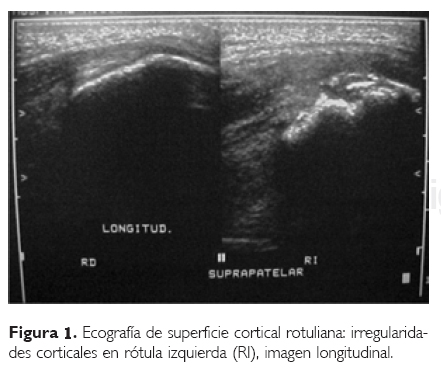 LONGITUD.
RD
RI
SUPRAPATELAR
Figura 1. Ecografía de superficie cortical rotuliana: irregularida-
des corticales en rótula izquierda (RI), imagen longitudinal.